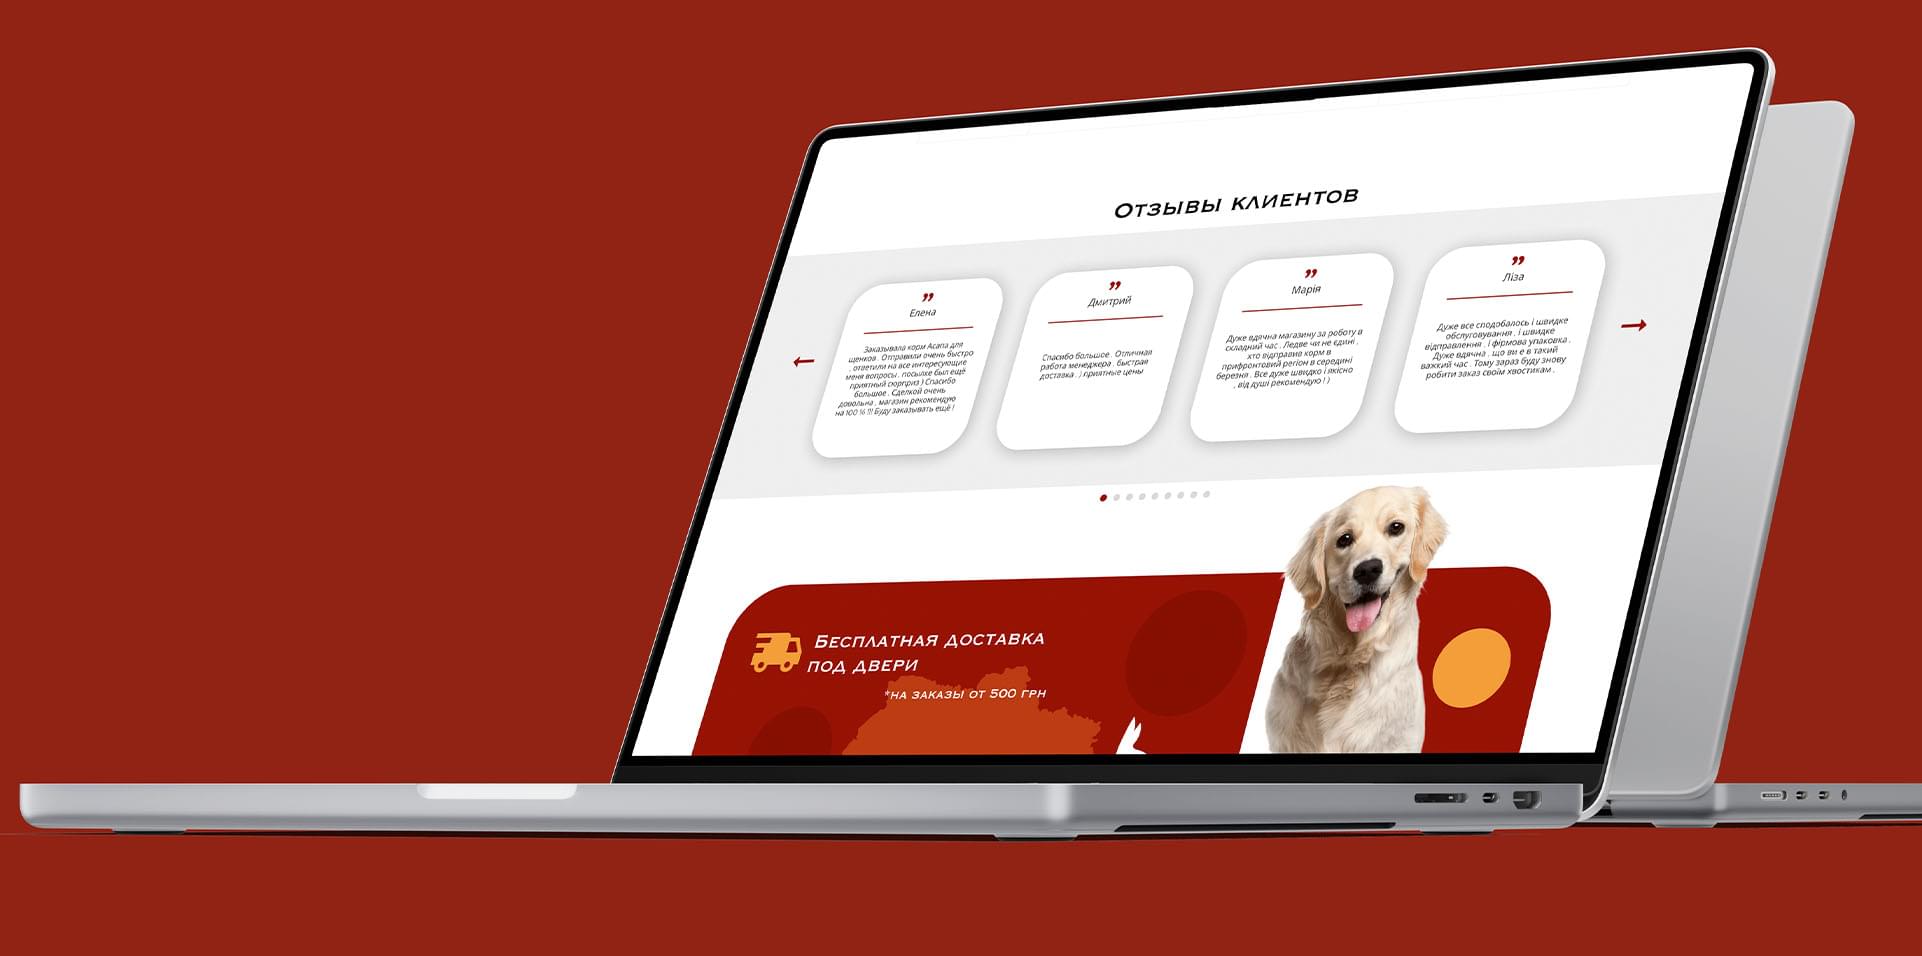 Отзывы клиентов
”
Елена
Заказывала корм Acana для
щенков . Отправили очень быстро
, ответили на все интересующие
меня вопросы . посылке был ещё
приятный сюрприз ) Спасибо
большое . Сделкой очень
довольна , магазин рекомендую
на 100 % !!! Буду заказывать ещё !
”
Дмитрий
Спасибо большое . Отличная
работа менеджера . быстрая
доставка . ) приятные цены
”
Марія
Дуже вдячна магазину за роботу в
складний час . Ледве чи не єдині ,
хто відправив корм в
прифронтовий регіон в середині
березня . Все дуже швидко і якісно
, від душі рекомендую ! )
”
Ліза
Дуже все сподобалось і швидке
обслуговування , і швидке
відправлення , і фірмова упаковка .
Дуже вдячна , що ви є в такий
важкий час . Тому зараз буду знову
робити заказ своїм хвостикам .
Бесплатная доставка
под двери
*на заказы от 500 грн